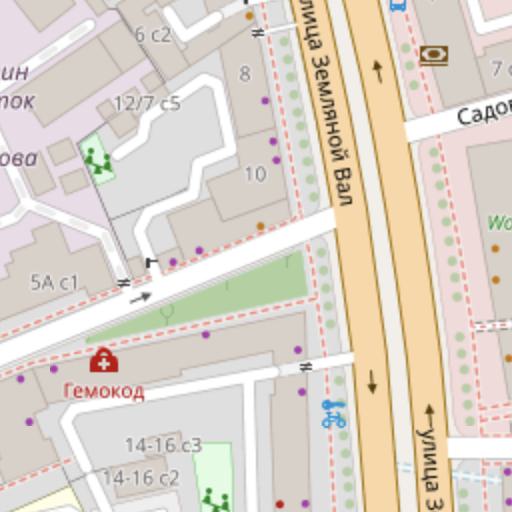 6 с2
лица Земляной Вал
8
7 с
ин
ток
12/7 с5
Садов
ова
10
Wo
5А с1
Гемокод
14-16 с3
14-16 с2
улица З